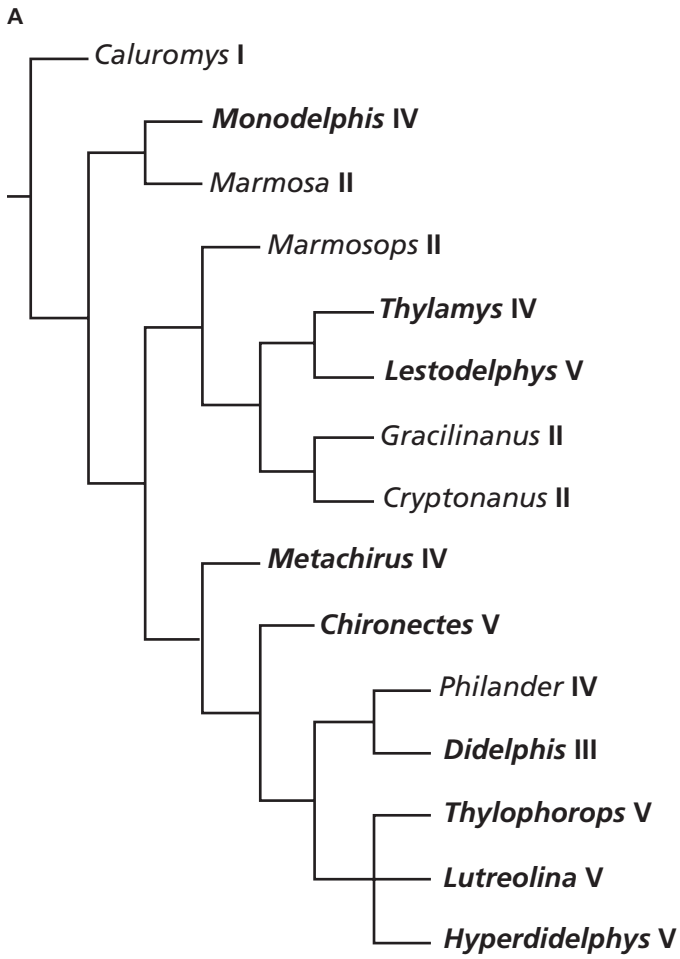 A
Caluromys I
Monodelphis IV
Marmosa II
Marmosops II
Thylamys IV
Lestodelphys V
Gracilinanus II
Cryptonanus II
Metachirus IV
Chironectes V
Philander IV
Didelphis III
Thylophorops V
Lutreolina V
Hyperdidelphys V